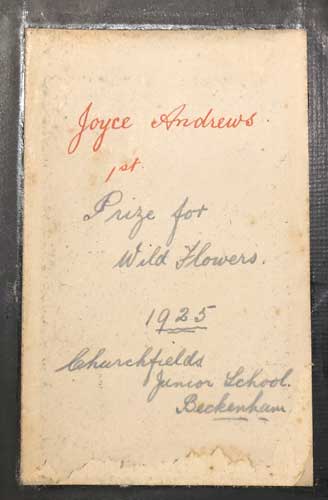 Joyce Andrews.
1st
Prize for
Wild Flowers.
1925
Churchfields
Junior School.
Beckenham